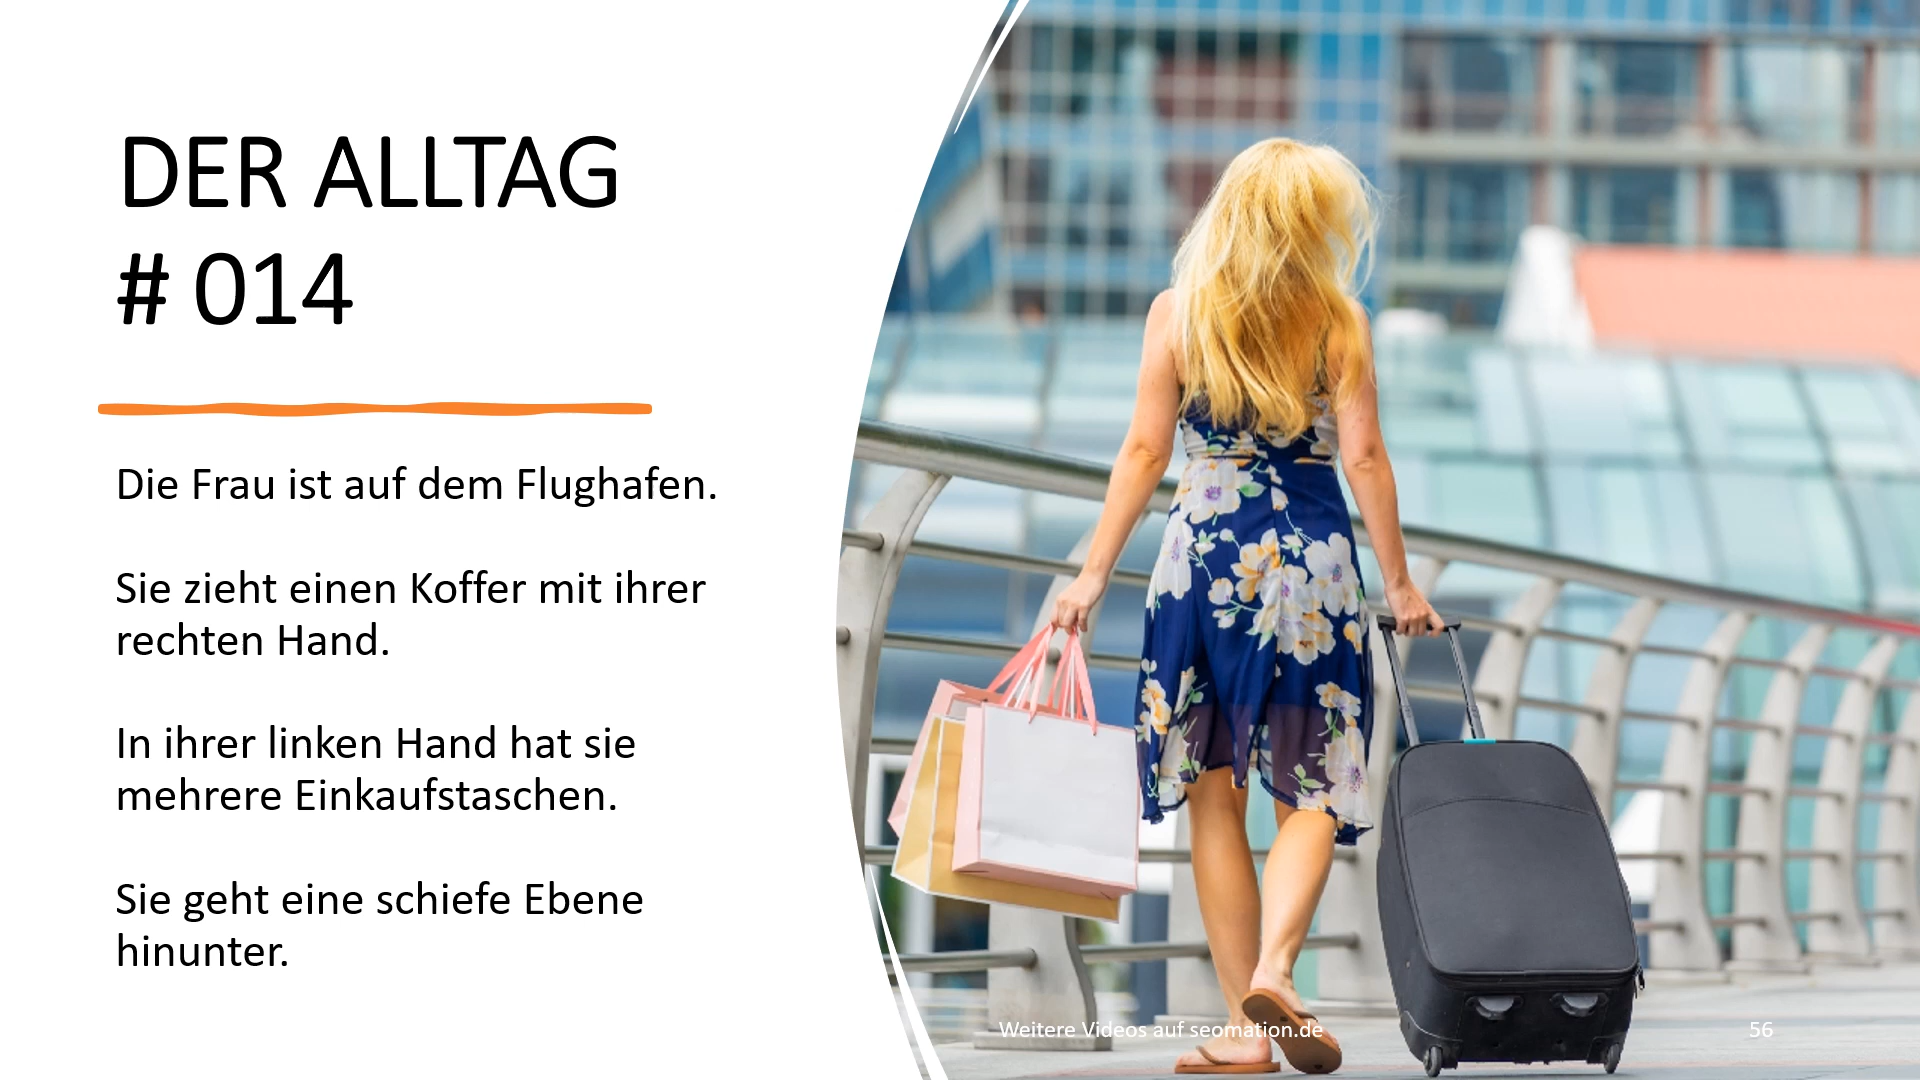 DER ALLTAG
# 014
Die Frau ist auf dem Flughafen.
Sie zieht einen Koffer mit ihrer
rechten Hand.
In ihrer linken Hand hat sie
mehrere Einkaufstaschen.
Sie geht eine schiefe Ebene
hinunter.
Weitere Videos auf seomation.de
56